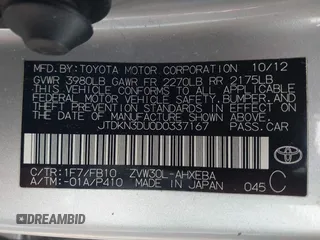 MFD.BY:TOYOTA MOTOR CORPORATION 10/12
GVWR 3980LB GAWR FR 2270LB RR 2175LB
THIS VEHICLE CONFORMS TO ALL APPLICABLE
FEDERAL MOTOR VEHICLE SAFETY, BUMPER, AND
THEFT PREVENTION STANDARDS IN EFFECT ON
THE DATE OF MANUFACTURE SHOWN ABOVE.
JTDKN3DU0D0337167 PASS.CAR
C/TR:1F7/FB10 ZVW30L-AHXEBA
A/TM:-01A/P410 MADE IN JAPAN 045 C
TOYOTA
DREAMBID